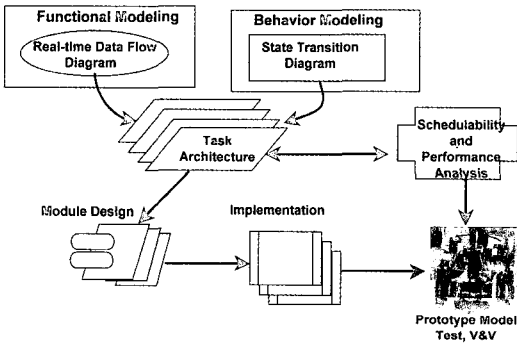 Functional Modeling
Real-time Data Flow
Diagram
Behavior Modeling
State Transition
Diagram
Task
Architecture
Schedulability
and
Performance
Analysis
Module Design
Implementation
Prototype Model
Test, V&V